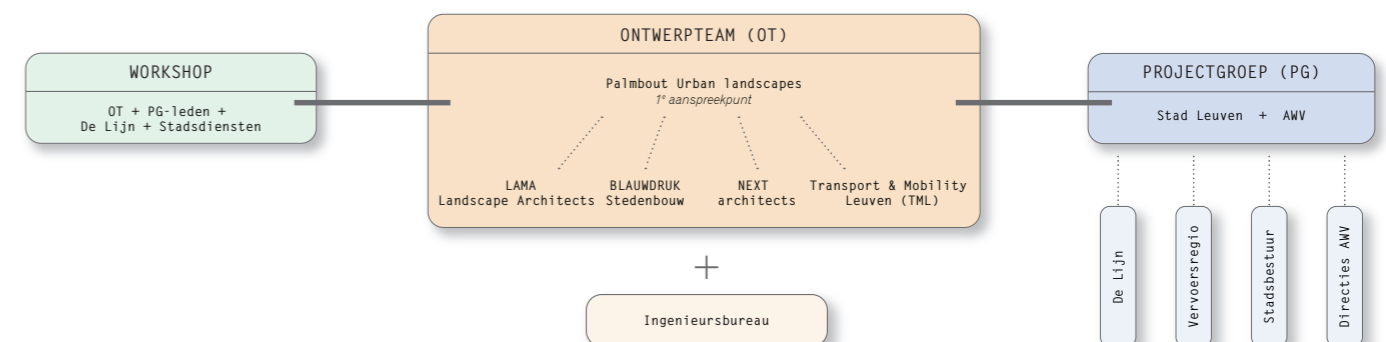 WORKSHOP
OT + PG-leden +
De Lijn + Stadsdiensten
ONTWERPTEAM (OT)
Palmbout Urban landscapes
1e aanspreekpunt
LAMA
Landscape Architects
BLAUWDRUK
Stedenbouw
NEXT
architects
Transport & Mobility
Leuven (TML)
+
Ingenieursbureau
PROJECTGROEP (PG)
Stad Leuven + AWV
De Lijn
Vervoersregio
Stadsbestuur
Directies AWV